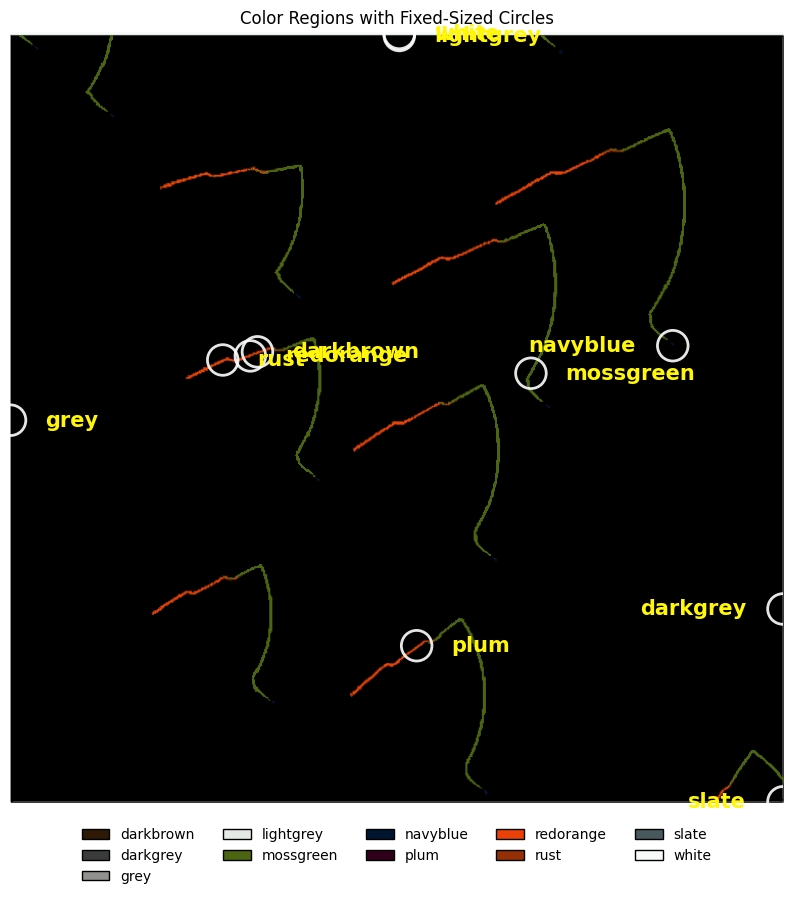 Color Regions with Fixed-Sized Circles
white
lightgrey
navyblue
darkbrown
redorange
rust
mossgreen
grey
darkgrey
plum
slate
darkbrown lightgrey navyblue redorange slate
darkgrey mossgreen plum rust white
grey